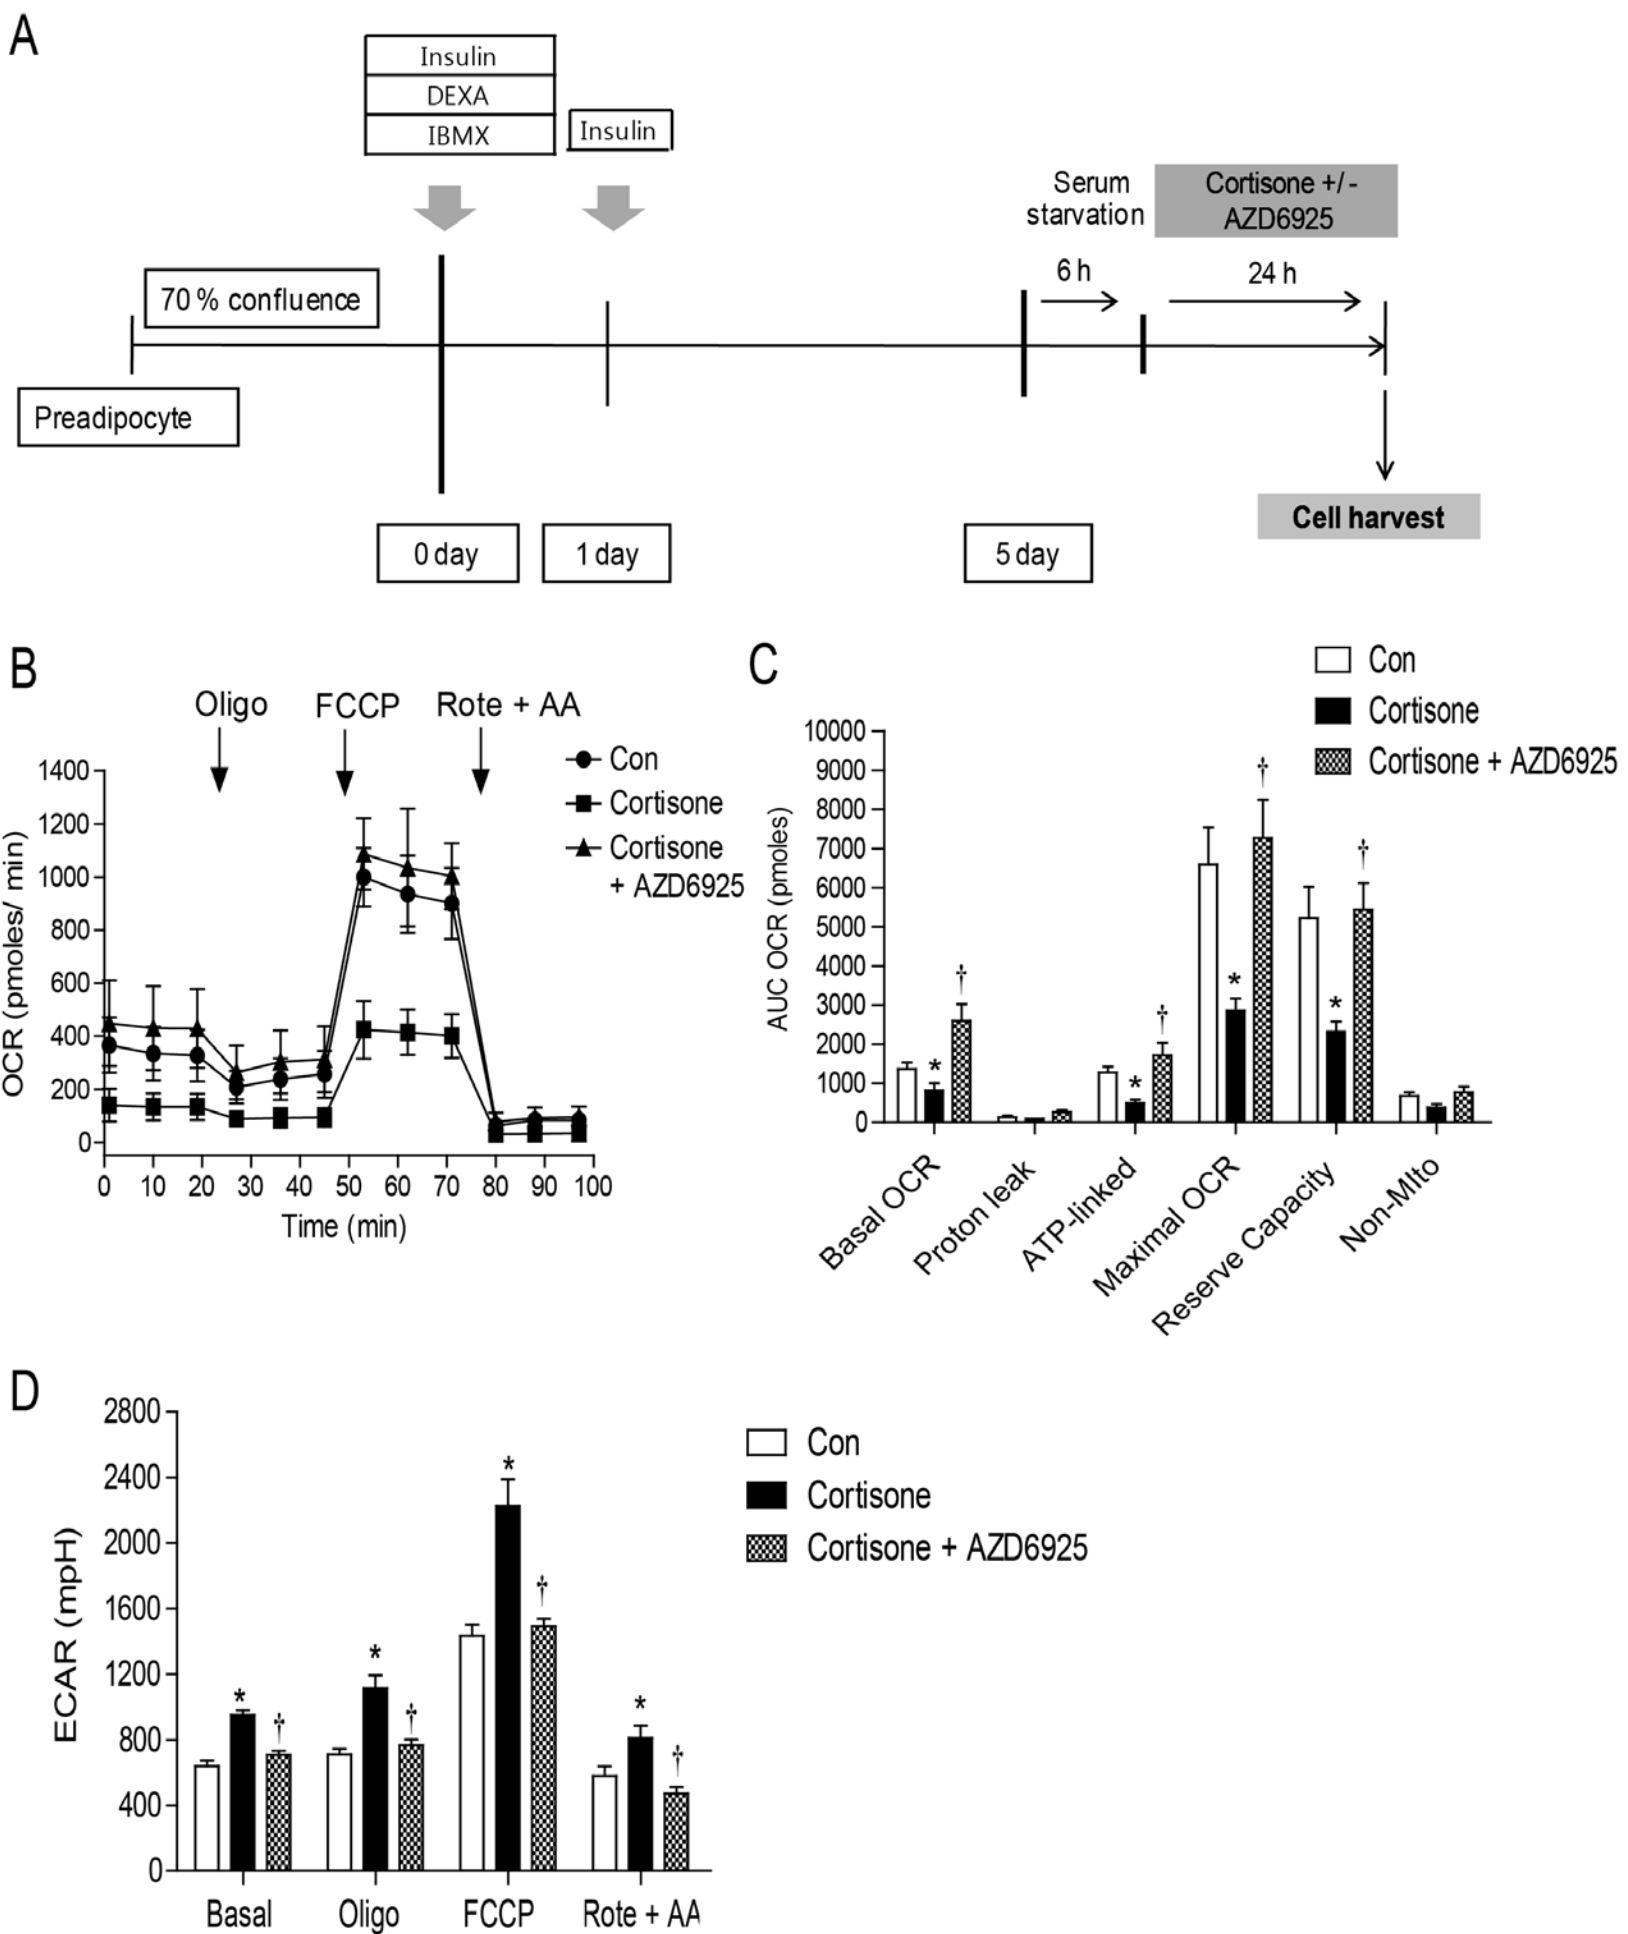 A
Insulin
DEXA
IBMX
Insulin
Serum
starvation
Cortisone +/-
AZD6925
6 h
24 h
70 % confluence
Preadipocyte
Cell harvest
0 day
1 day
5 day
B
Oligo
FCCP
Rote + AA
Con
Cortisone
Cortisone
+ AZD6925
OCR (pmoles/ min)
1400
1200
1000
800
600
400
200
0
0 10 20 30 40 50 60 70 80 90 100
Time (min)
C
Con
Cortisone
Cortisone + AZD6925
AUC OCR (pmoles)
10000
9000
8000
7000
6000
5000
4000
3000
2000
1000
0
* †
* †
* †
* †
Basal OCR
Proton leak
ATP-linked
Maximal OCR
Reserve Capacity
Non-MIto
D
Con
Cortisone
Cortisone + AZD6925
ECAR (mpH)
2800
2400
2000
1600
1200
800
400
0
* †
* †
* †
* †
Basal
Oligo
FCCP
Rote + AA